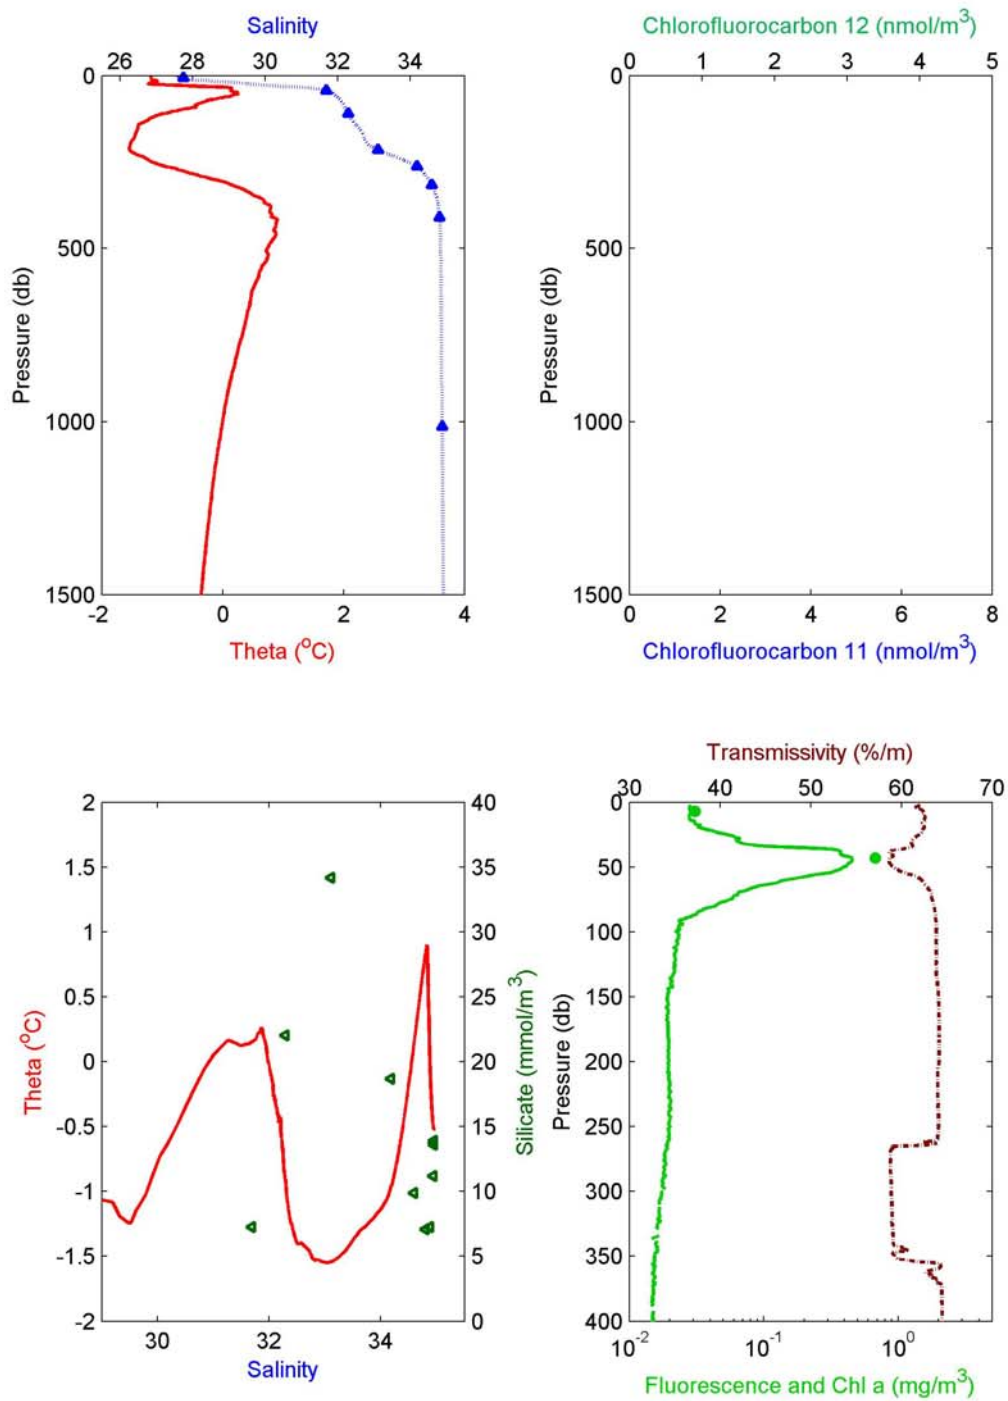 Salinity
26 28 30 32 34
0
500
1000
1500
Pressure (db)
-2 0 2 4
Theta (°C)
Chlorofluorocarbon 12 (nmol/m³)
0 1 2 3 4 5
0
500
1000
1500
Pressure (db)
0 2 4 6 8
Chlorofluorocarbon 11 (nmol/m³)
2
1.5
1
0.5
0
-0.5
-1
-1.5
-2
Theta (°C)
40
35
30
25
20
15
10
5
0
Silicate (mmol/m³)
30 32 34
Salinity
Transmissivity (%/m)
30 40 50 60 70
0
50
100
150
200
250
300
350
400
Pressure (db)
10⁻² 10⁻¹ 10⁰
Fluorescence and Chl a (mg/m³)